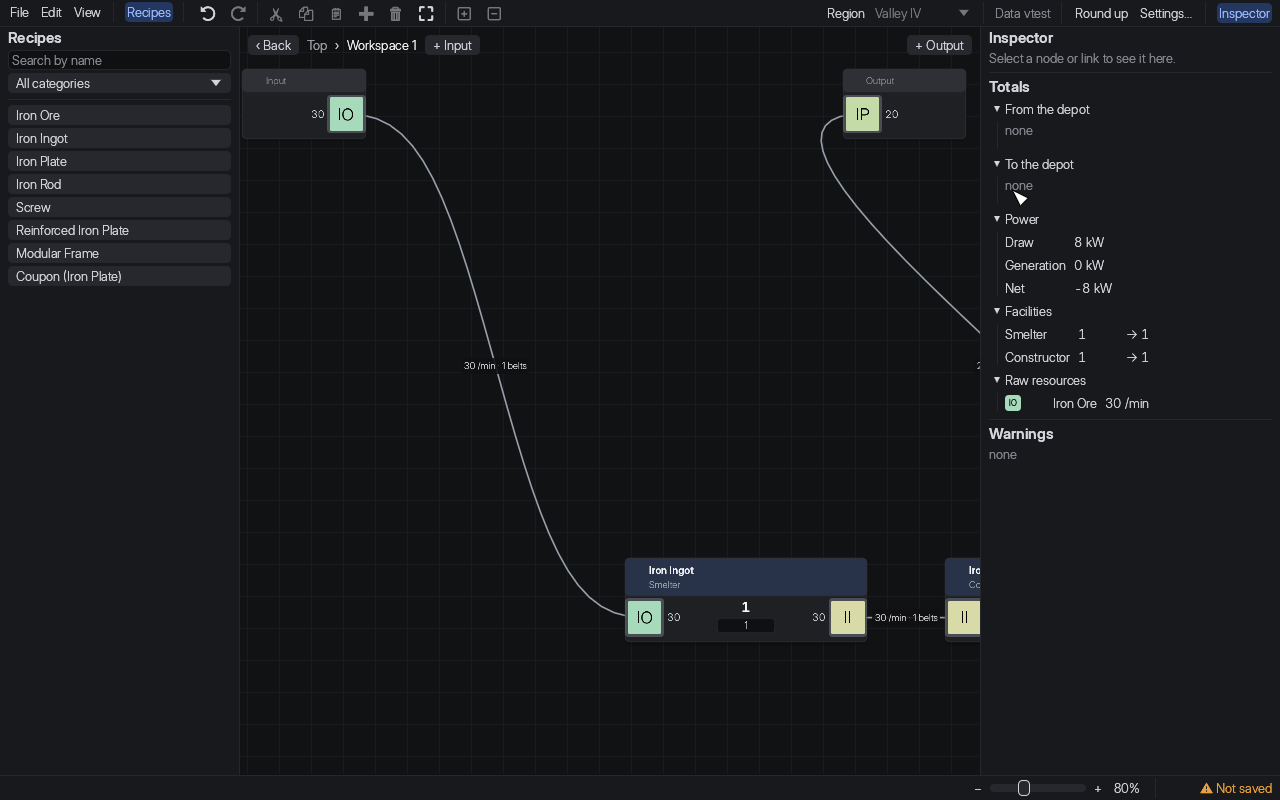 File Edit View Recipes Region Valley IV Data vtest Round up Settings... Inspector
Recipes
Search by name
All categories
Iron Ore
Iron Ingot
Iron Plate
Iron Rod
Screw
Reinforced Iron Plate
Modular Frame
Coupon (Iron Plate)
‹ Back Top › Workspace 1 + Input + Output
Input
30 IO
Output
IP 20
30 /min · 1 belts
Iron Ingot
Smelter
IO 30 1 30 II
1
30 /min · 1 belts
II
Inspector
Select a node or link to see it here.
Totals
From the depot
none
To the depot
none
Power
Draw 8 kW
Generation 0 kW
Net -8 kW
Facilities
Smelter 1 → 1
Constructor 1 → 1
Raw resources
IO Iron Ore 30 /min
Warnings
none
− + 80% Not saved